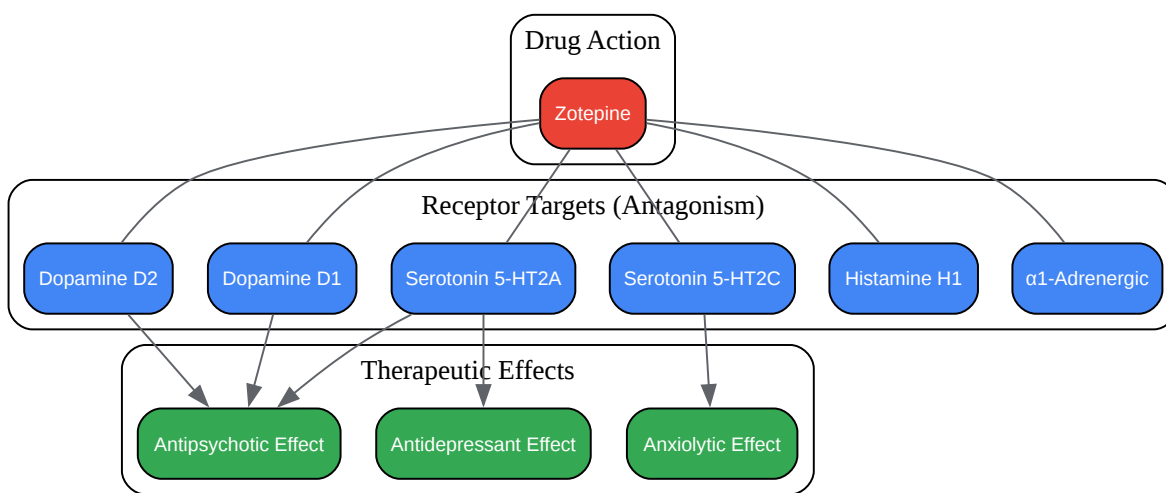 Drug Action
Zotepine
Receptor Targets (Antagonism)
Dopamine D2
Dopamine D1
Serotonin 5-HT2A
Serotonin 5-HT2C
Histamine H1
α1-Adrenergic
Therapeutic Effects
Antipsychotic Effect
Antidepressant Effect
Anxiolytic Effect